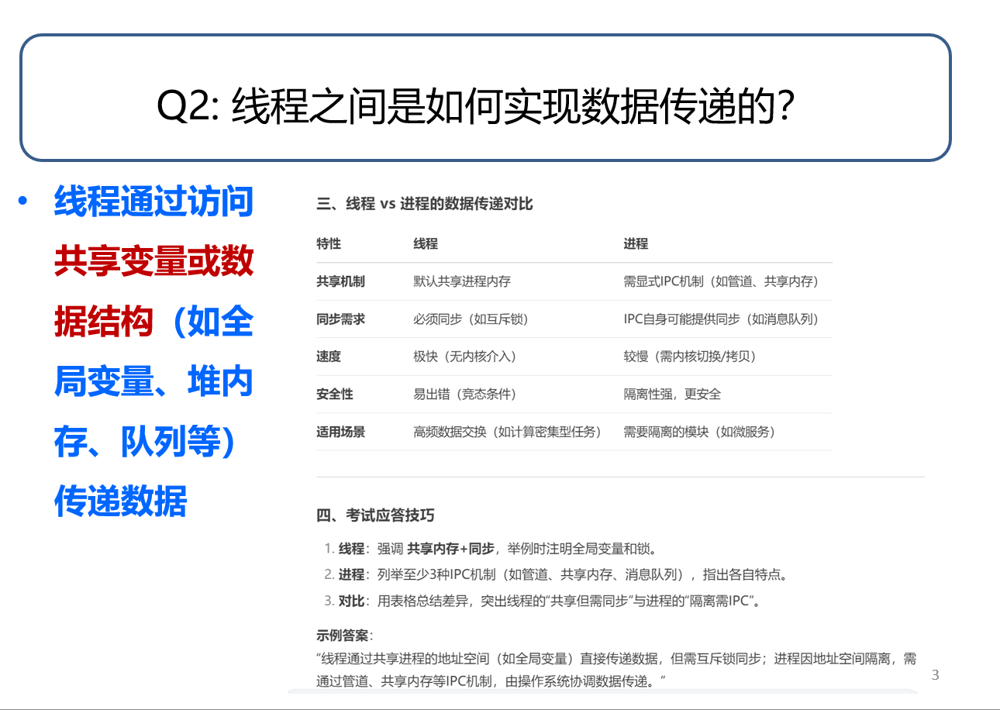 Q2: 线程之间是如何实现数据传递的？
• 线程通过访问
共享变量或数
据结构（如全
局变量、堆内
存、队列等）
传递数据
三、线程 vs 进程的数据传递对比
特性 线程 进程
共享机制 默认共享进程内存 需显式IPC机制（如管道、共享内存）
同步需求 必须同步（如互斥锁） IPC自身可能提供同步（如消息队列）
速度 极快（无内核介入） 较慢（需内核切换/拷贝）
安全性 易出错（竞态条件） 隔离性强，更安全
适用场景 高频数据交换（如计算密集型任务） 需要隔离的模块（如微服务）
四、考试应答技巧
1. 线程：强调 共享内存+同步，举例时注明全局变量和锁。
2. 进程：列举至少3种IPC机制（如管道、共享内存、消息队列），指出各自特点。
3. 对比：用表格总结差异，突出线程的“共享但需同步”与进程的“隔离需IPC”。
示例答案：
“线程通过共享进程的地址空间（如全局变量）直接传递数据，但需互斥锁同步；进程因地址空间隔离，需
通过管道、共享内存等IPC机制，由操作系统协调数据传递。”
3